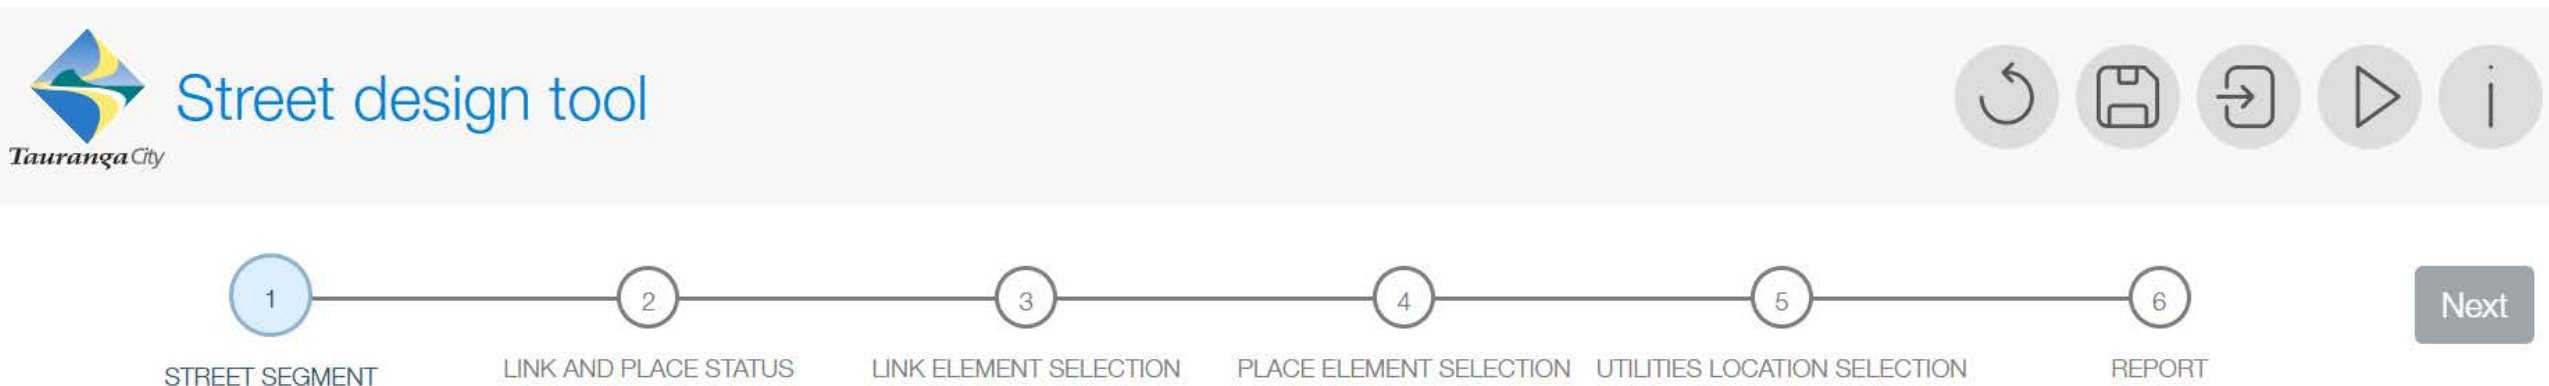 Street design tool
Tauranga City
1
2
3
4
5
6
Next
STREET SEGMENT
LINK AND PLACE STATUS
LINK ELEMENT SELECTION
PLACE ELEMENT SELECTION
UTILITIES LOCATION SELECTION
REPORT